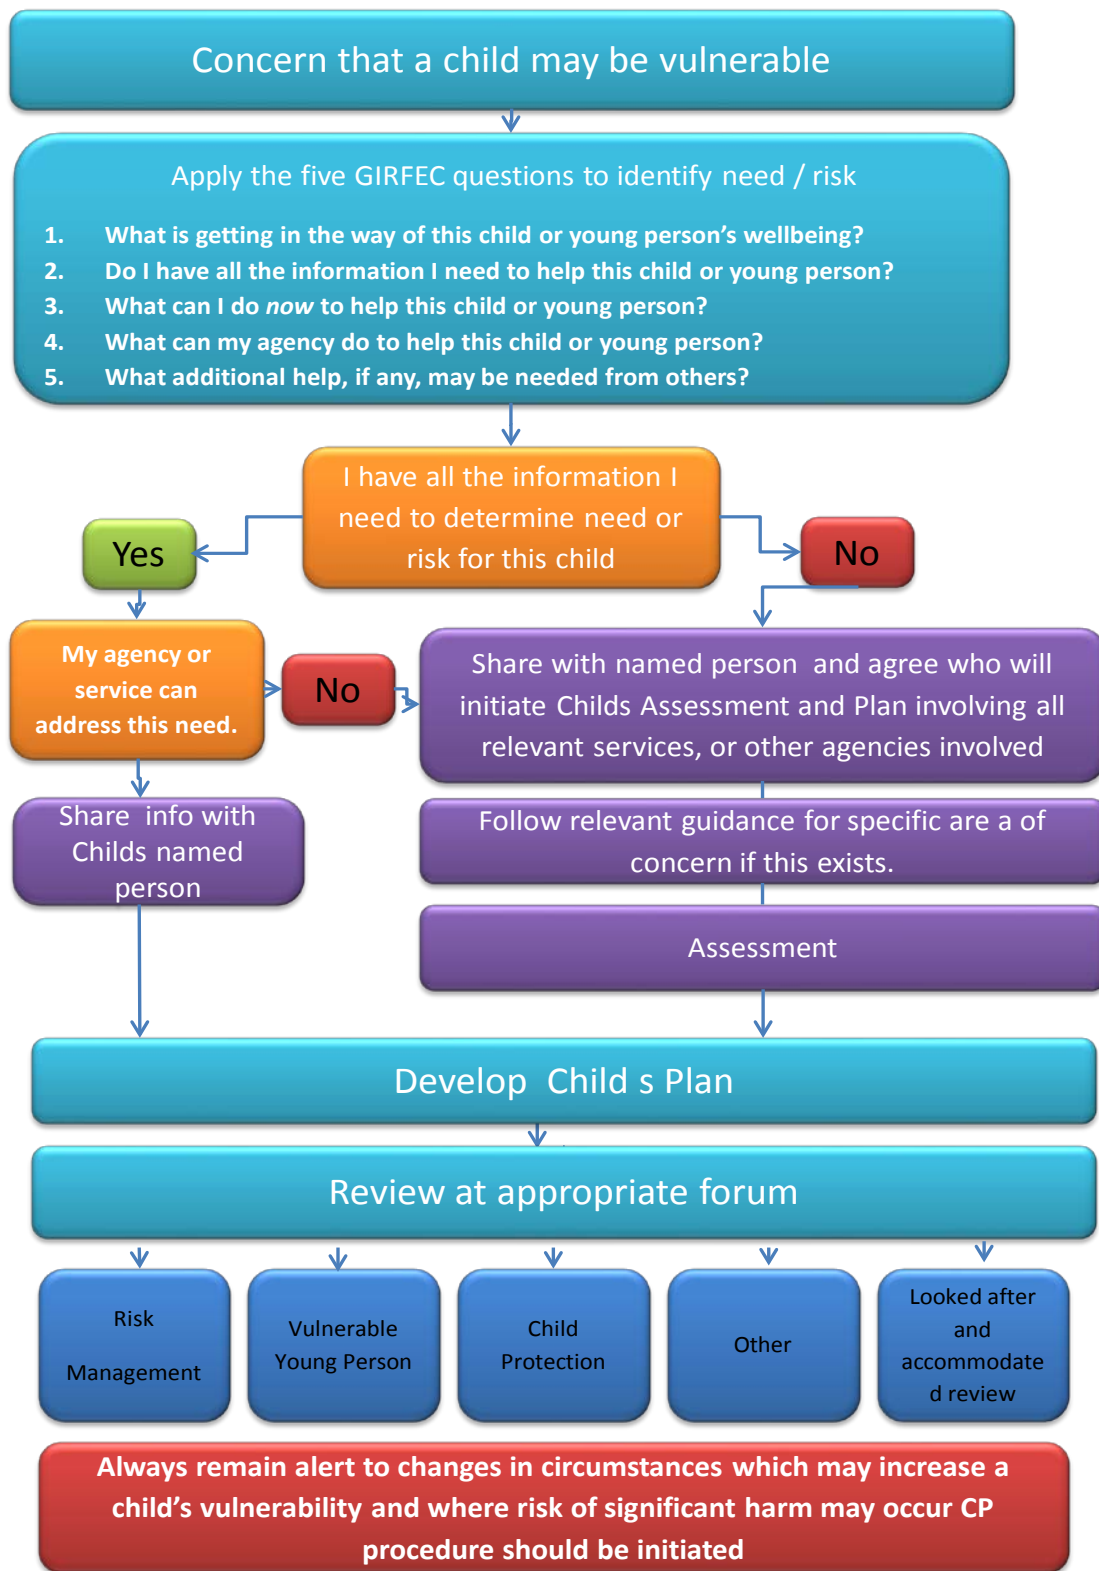 Concern that a child may be vulnerable
Apply the five GIRFEC questions to identify need / risk
1. What is getting in the way of this child or young person’s wellbeing?
2. Do I have all the information I need to help this child or young person?
3. What can I do now to help this child or young person?
4. What can my agency do to help this child or young person?
5. What additional help, if any, may be needed from others?
I have all the information I
need to determine need or
risk for this child
Yes
No
My agency or
service can
address this need.
No
Share with named person and agree who will
initiate Childs Assessment and Plan involving all
relevant services, or other agencies involved
Share info with
Childs named
person
Follow relevant guidance for specific are a of
concern if this exists.
Assessment
Develop Child s Plan
Review at appropriate forum
Risk
Management
Vulnerable
Young Person
Child
Protection
Other
Looked after
and
accommodate
d review
Always remain alert to changes in circumstances which may increase a
child’s vulnerability and where risk of significant harm may occur CP
procedure should be initiated